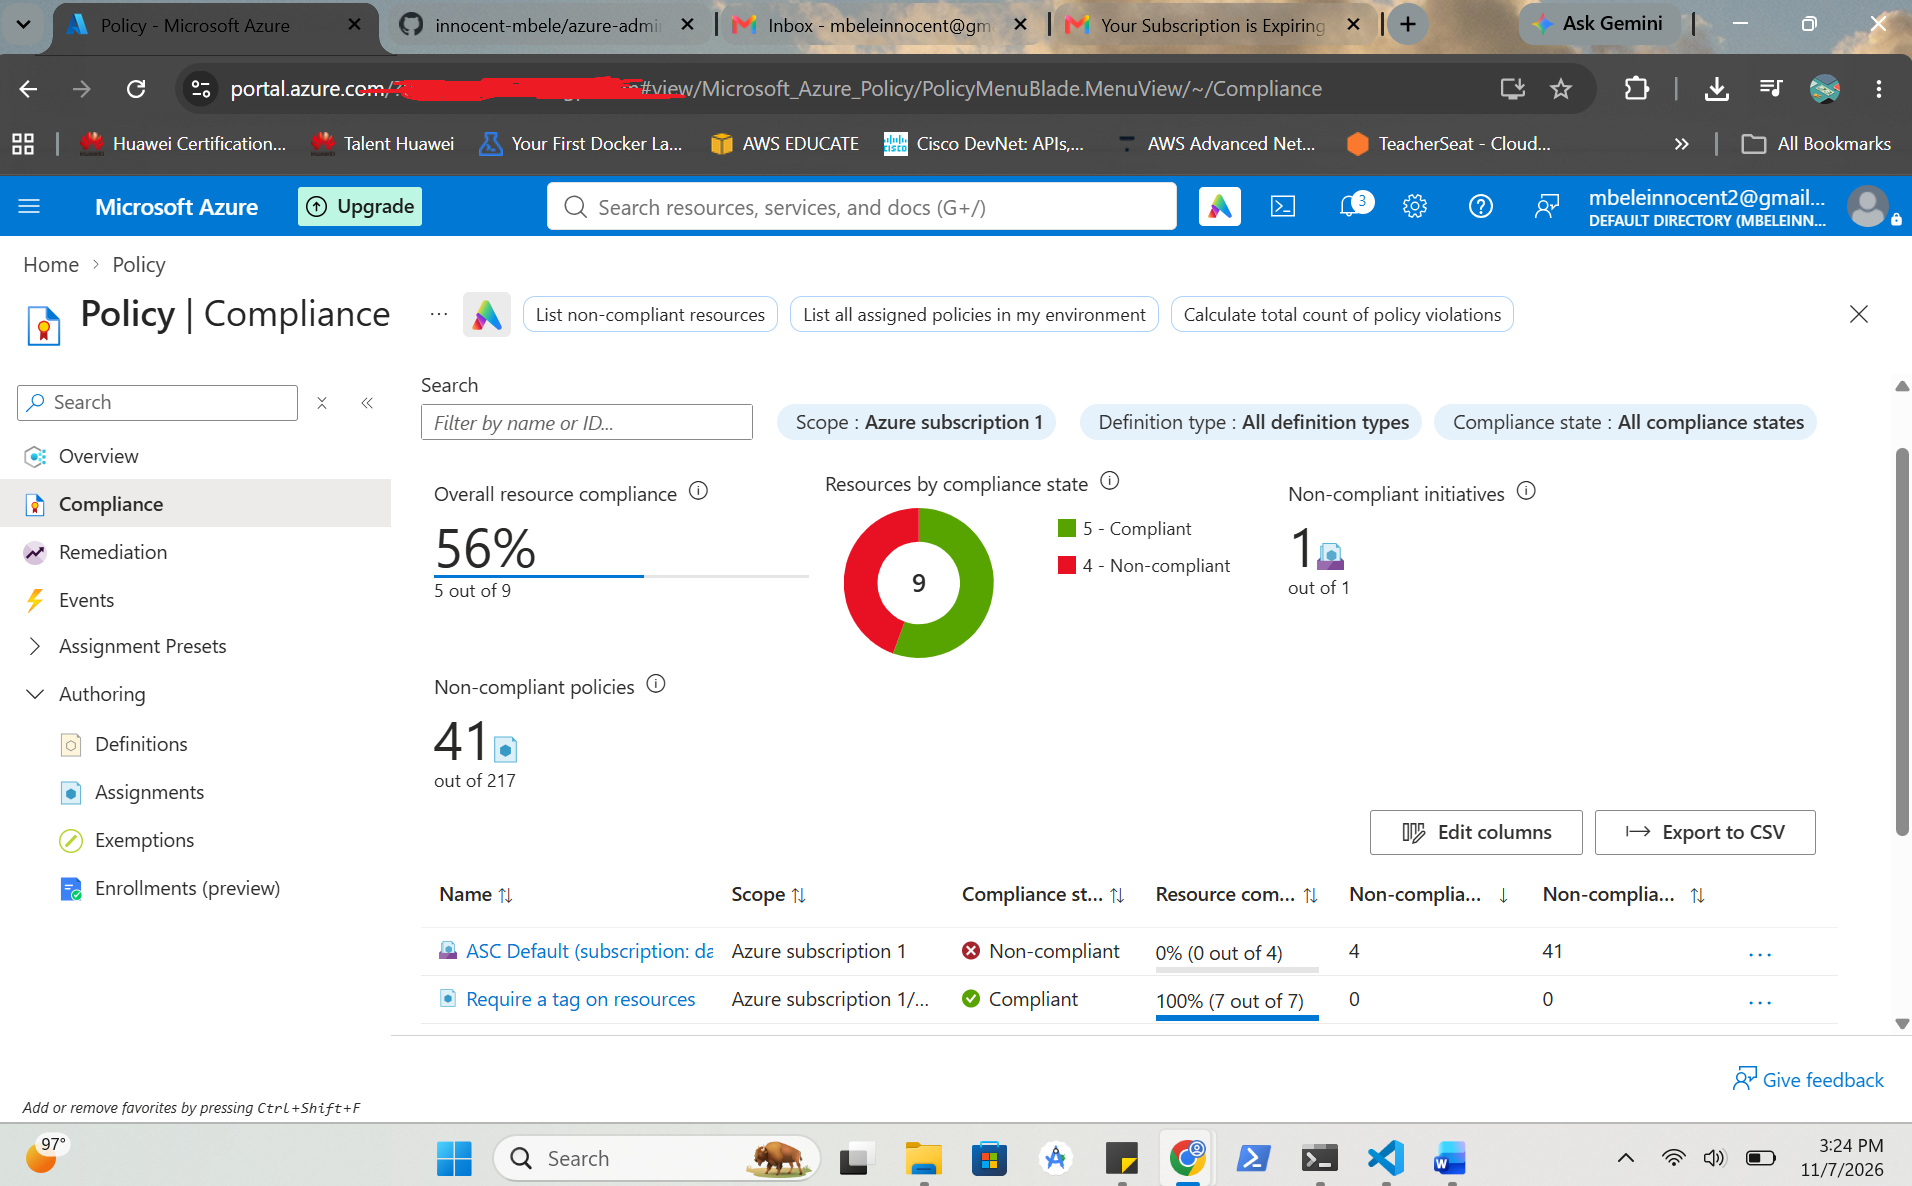 Policy - Microsoft Azure
innocent-mbele/azure-admi
Inbox - mbeleinnocent@gm
Your Subscription is Expiring
Ask Gemini
portal.azure.com/?
#view/Microsoft_Azure_Policy/PolicyMenuBlade.MenuView/~/Compliance
Huawei Certification...
Talent Huawei
Your First Docker La...
AWS EDUCATE
Cisco DevNet: APIs,...
AWS Advanced Net...
TeacherSeat - Cloud...
All Bookmarks
Microsoft Azure
Upgrade
Search resources, services, and docs (G+/)
3
mbeleinnocent2@gmail...
DEFAULT DIRECTORY (MBELEINN...
Home
Policy
Policy | Compliance
List non-compliant resources
List all assigned policies in my environment
Calculate total count of policy violations
Search
Overview
Compliance
Remediation
Events
Assignment Presets
Authoring
Definitions
Assignments
Exemptions
Enrollments (preview)
Add or remove favorites by pressing Ctrl+Shift+F
Search
Filter by name or ID...
Scope : Azure subscription 1
Definition type : All definition types
Compliance state : All compliance states
Overall resource compliance
56%
5 out of 9
Resources by compliance state
9
5 - Compliant
4 - Non-compliant
Non-compliant initiatives
1
out of 1
Non-compliant policies
41
out of 217
Edit columns
Export to CSV
Name Scope Compliance st... Resource com... Non-complia... Non-complia...
ASC Default (subscription: da Azure subscription 1 Non-compliant 0% (0 out of 4) 4 41 ...
Require a tag on resources Azure subscription 1/... Compliant 100% (7 out of 7) 0 0 ...
Give feedback
97°
Search
3:24 PM
11/7/2026